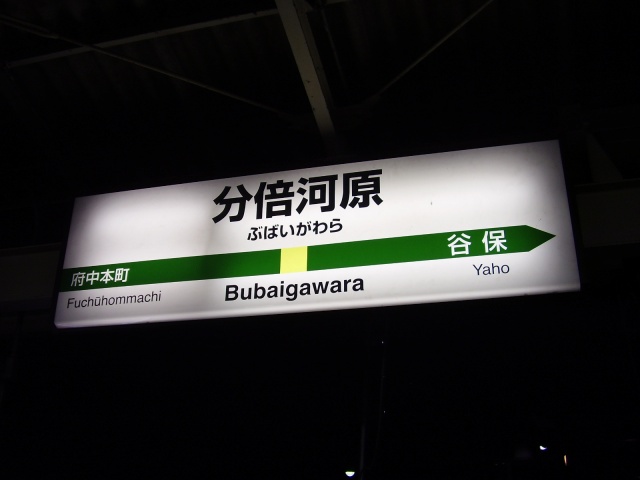 分倍河原
ぶばいがわら
府中本町
谷保
Fuchūhommachi
Bubaigawara
Yaho